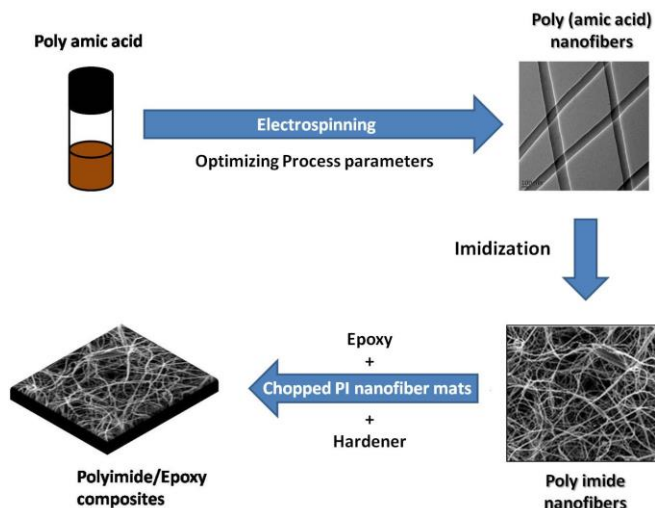 Poly amic acid
Poly (amic acid)
nanofibers
Electrospinning
Optimizing Process parameters
Imidization
Epoxy
+
Chopped PI nanofiber mats
+
Hardener
Polyimide/Epoxy
composites
Poly imide
nanofibers